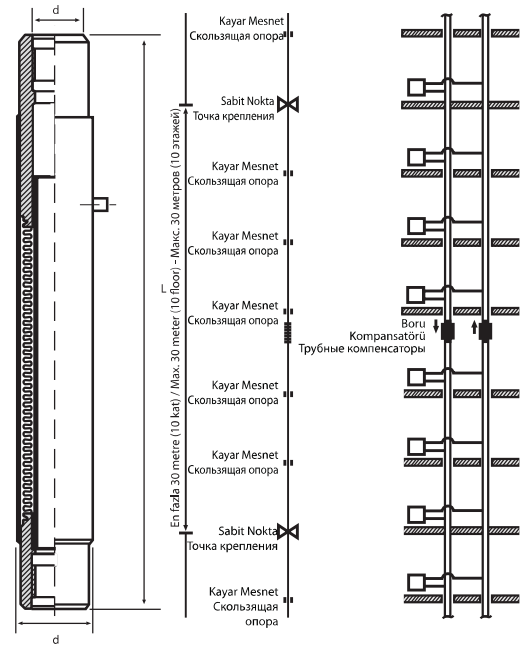 d
Kayar Mesnet
Скользящая опора
Sabit Nokta
Точка крепления
Kayar Mesnet
Скользящая опора
Kayar Mesnet
Скользящая опора
L
En fazla 30 metre (10 kat) / Max. 30 meter (10 floor) - Макс. 30 метров (10 этажей)
Kayar Mesnet
Скользящая опора
Boru
Kompansatörü
Трубные компенсаторы
Kayar Mesnet
Скользящая опора
Kayar Mesnet
Скользящая опора
Sabit Nokta
Точка крепления
Kayar Mesnet
Скользящая
опора
d